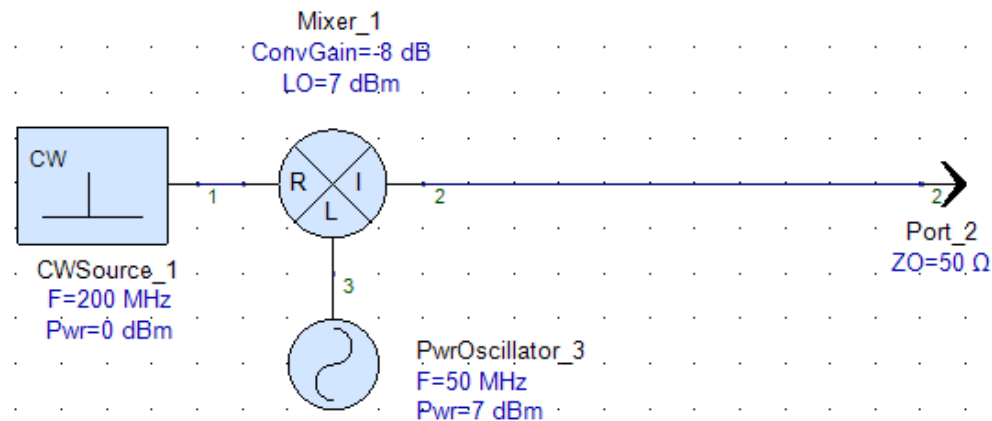 Mixer_1
ConvGain=-8 dB
LO=7 dBm
CW
R
I
L
1
2
2
3
CWSource_1
F=200 MHz
Pwr=0 dBm
Port_2
ZO=50 Ω
PwrOscillator_3
F=50 MHz
Pwr=7 dBm